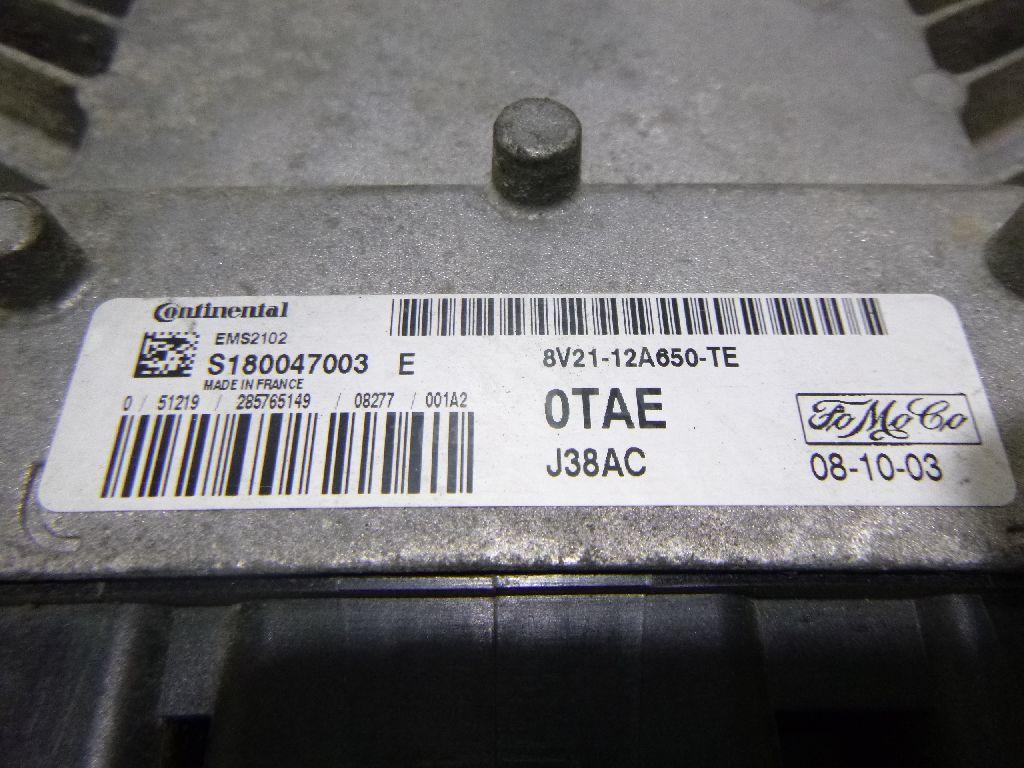 Continental
EMS2102
S180047003 E
MADE IN FRANCE
0 / 51219 / 285765149 / 08277 / 001A2
8V21-12A650-TE
0TAE
J38AC
FoMoCo
08-10-03